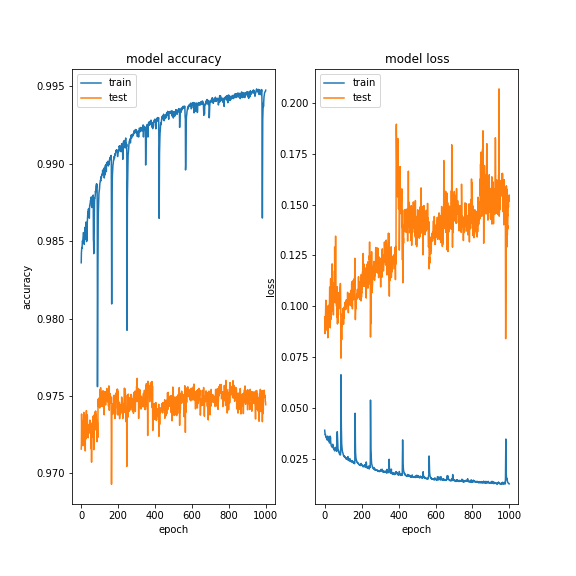 model accuracy
train
test
0.995
0.990
0.985
0.980
0.975
0.970
accuracy
0 200 400 600 800 1000
epoch
model loss
train
test
0.200
0.175
0.150
0.125
0.100
0.075
0.050
0.025
loss
0 200 400 600 800 1000
epoch